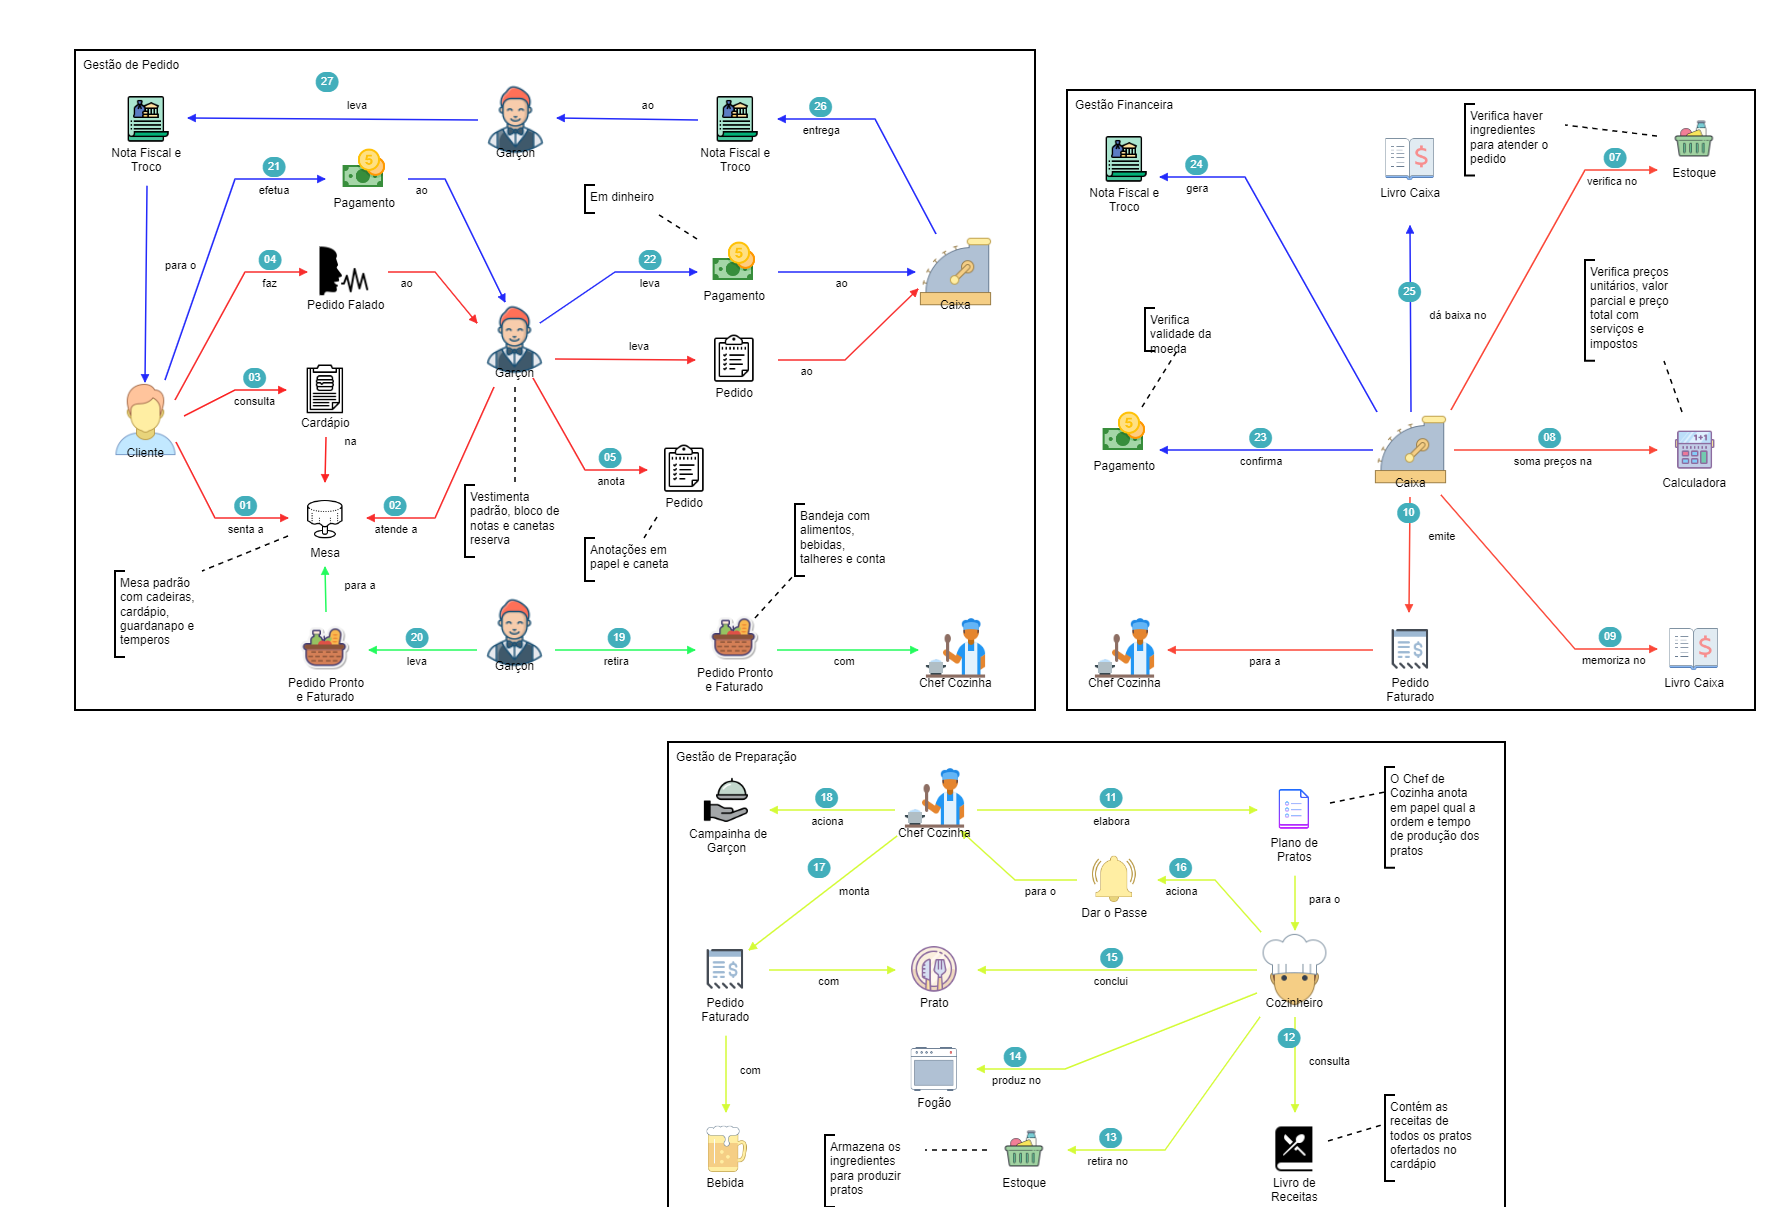 Gestão de Pedido
27
leva
ao
26
entrega
Nota Fiscal e
Troco
Garçon
Nota Fiscal e
Troco
21
efetua
Pagamento
ao
Em dinheiro
para o
04
faz
Pedido Falado
ao
22
leva
Pagamento
ao
Caixa
Garçon
leva
Pedido
ao
03
consulta
Cardápio
na
Cliente
05
anota
Pedido
01
senta a
Mesa
02
atende a
Vestimenta
padrão, bloco de
notas e canetas
reserva
Anotações em
papel e caneta
Bandeja com
alimentos,
bebidas,
talheres e conta
Mesa padrão
com cadeiras,
cardápio,
guardanapo e
temperos
para a
20
leva
Garçon
19
retira
com
Pedido Pronto
e Faturado
Pedido Pronto
e Faturado
Chef Cozinha
Gestão Financeira
Verifica haver
ingredientes
para atender o
pedido
24
gera
Nota Fiscal e
Troco
Livro Caixa
07
verifica no
Estoque
25
dá baixa no
Verifica preços
unitários, valor
parcial e preço
total com
serviços e
impostos
Verifica
validade da
moeda
23
confirma
Pagamento
Caixa
08
soma preços na
Calculadora
10
emite
09
memoriza no
Livro Caixa
para a
Chef Cozinha
Pedido
Faturado
Gestão de Preparação
18
aciona
Campainha de
Garçon
Chef Cozinha
11
elabora
Plano de
Pratos
O Chef de
Cozinha anota
em papel qual a
ordem e tempo
de produção dos
pratos
17
monta
para o
Dar o Passe
16
aciona
para o
15
conclui
Pedido
Faturado
com
Prato
Cozinheiro
12
consulta
14
produz no
Fogão
com
Bebida
Armazena os
ingredientes
para produzir
pratos
13
retira no
Estoque
Livro de
Receitas
Contém as
receitas de
todos os pratos
ofertados no
cardápio